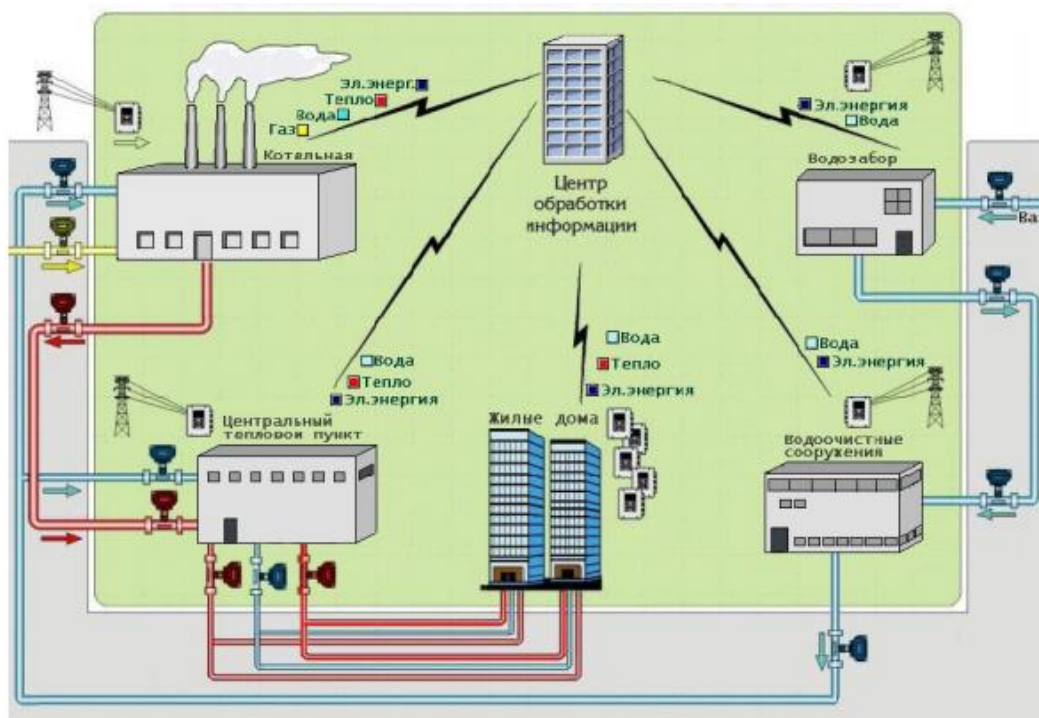 Эл.энерг.
Тепло
Вода
Газ
Котельная
Центр
обработки
информации
Эл.энергия
Вода
Водозабор
Ва
Вода
Тепло
Эл.энергия
Центральный
тепловой пункт
Вода
Тепло
Эл.энергия
Жилые дома
Вода
Эл.энергия
Водоочистные
сооружения